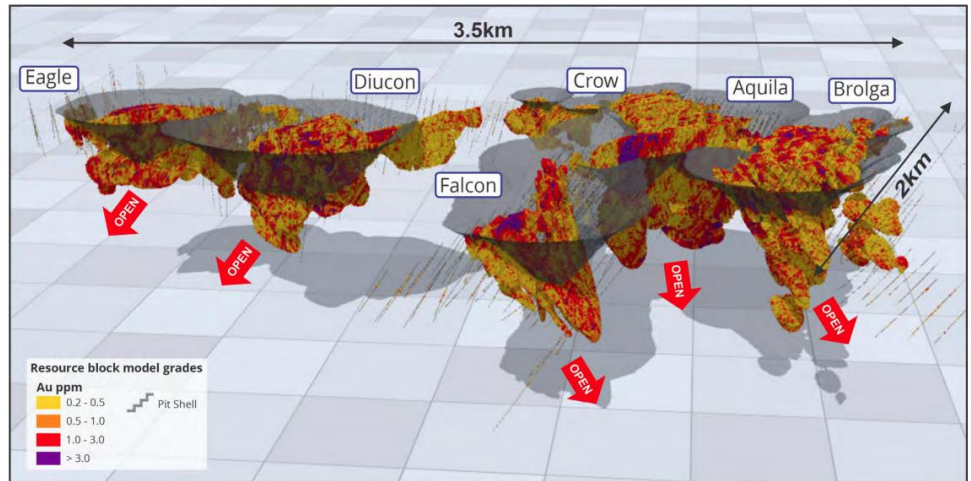 3.5km
Eagle
Diucon
Crow
Aquila
Brolga
2km
Falcon
OPEN
OPEN
OPEN
OPEN
OPEN
Resource block model grades
Au ppm
0.2 - 0.5
Pit Shell
0.5 - 1.0
1.0 - 3.0
> 3.0